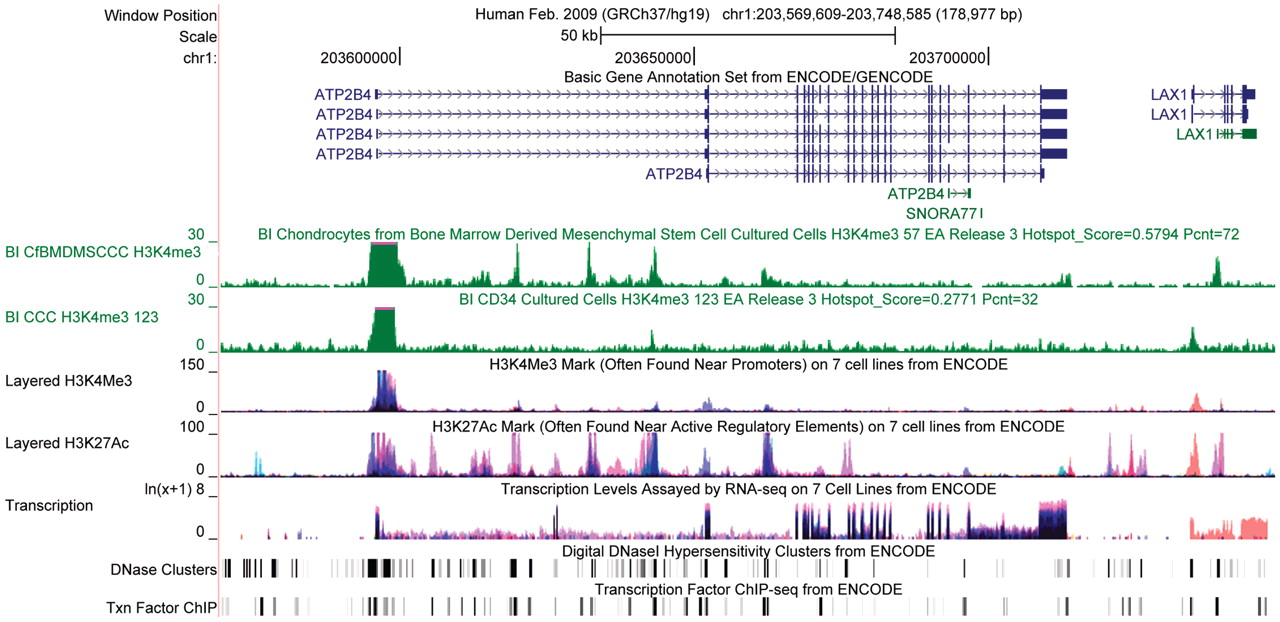 Window Position Human Feb. 2009 (GRCh37/hg19) chr1:203,569,609-203,748,585 (178,977 bp)
Scale 50 kb
chr1: 203600000 203650000 203700000
Basic Gene Annotation Set from ENCODE/GENCODE
ATP2B4 LAX1
ATP2B4 LAX1
ATP2B4 LAX1
ATP2B4
ATP2B4
ATP2B4
SNORA77
30 BI Chondrocytes from Bone Marrow Derived Mesenchymal Stem Cell Cultured Cells H3K4me3 57 EA Release 3 Hotspot_Score=0.5794 Pcnt=72
BI CfBMDMSCCC H3K4me3
0
30 BI CD34 Cultured Cells H3K4me3 123 EA Release 3 Hotspot_Score=0.2771 Pcnt=32
BI CCC H3K4me3 123
0
150 H3K4Me3 Mark (Often Found Near Promoters) on 7 cell lines from ENCODE
Layered H3K4Me3
0
100 H3K27Ac Mark (Often Found Near Active Regulatory Elements) on 7 cell lines from ENCODE
Layered H3K27Ac
0
ln(x+1) 8 Transcription Levels Assayed by RNA-seq on 7 Cell Lines from ENCODE
Transcription
0
Digital DNaseI Hypersensitivity Clusters from ENCODE
DNase Clusters
Transcription Factor ChIP-seq from ENCODE
Txn Factor ChIP